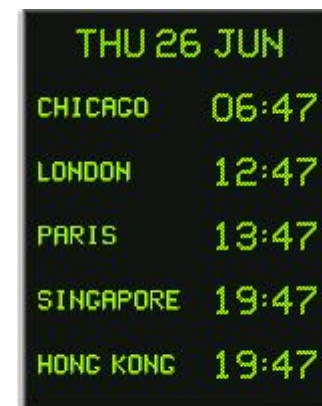 THU 26 JUN
CHICAGO 06:47
LONDON 12:47
PARIS 13:47
SINGAPORE 19:47
HONG KONG 19:47